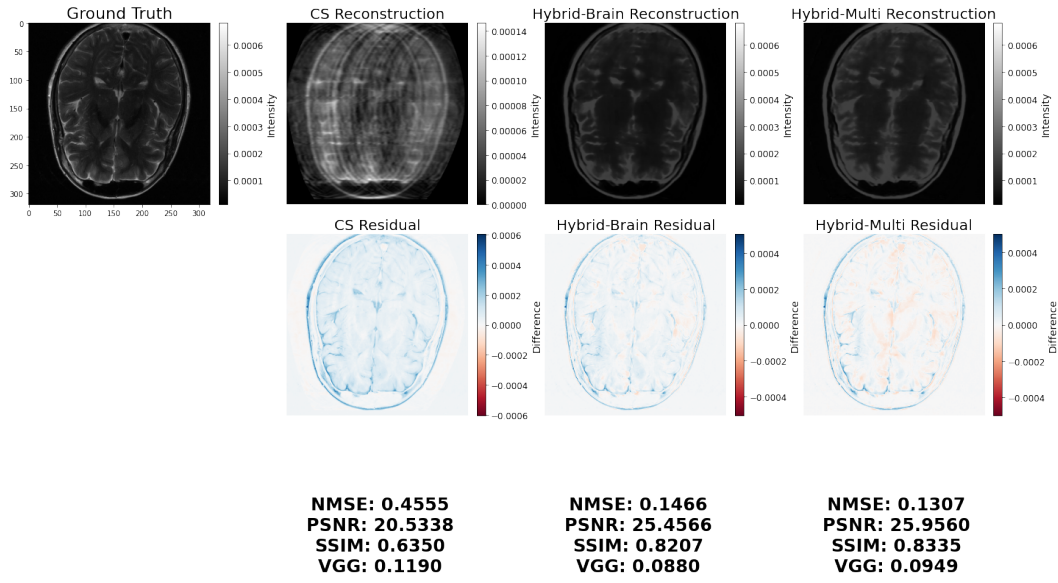 Ground Truth
CS Reconstruction
Hybrid-Brain Reconstruction
Hybrid-Multi Reconstruction
0
50
100
150
200
250
300
0 50 100 150 200 250 300
0.0006
0.0005
0.0004
0.0003
0.0002
0.0001
Intensity
0.00014
0.00012
0.00010
0.00008
0.00006
0.00004
0.00002
0.00000
Intensity
0.0006
0.0005
0.0004
0.0003
0.0002
0.0001
Intensity
0.0006
0.0005
0.0004
0.0003
0.0002
0.0001
Intensity
CS Residual
Hybrid-Brain Residual
Hybrid-Multi Residual
0.0006
0.0004
0.0002
0.0000
−0.0002
−0.0004
−0.0006
Difference
0.0004
0.0002
0.0000
−0.0002
−0.0004
Difference
0.0004
0.0002
0.0000
−0.0002
−0.0004
Difference
NMSE: 0.4555
PSNR: 20.5338
SSIM: 0.6350
VGG: 0.1190
NMSE: 0.1466
PSNR: 25.4566
SSIM: 0.8207
VGG: 0.0880
NMSE: 0.1307
PSNR: 25.9560
SSIM: 0.8335
VGG: 0.0949